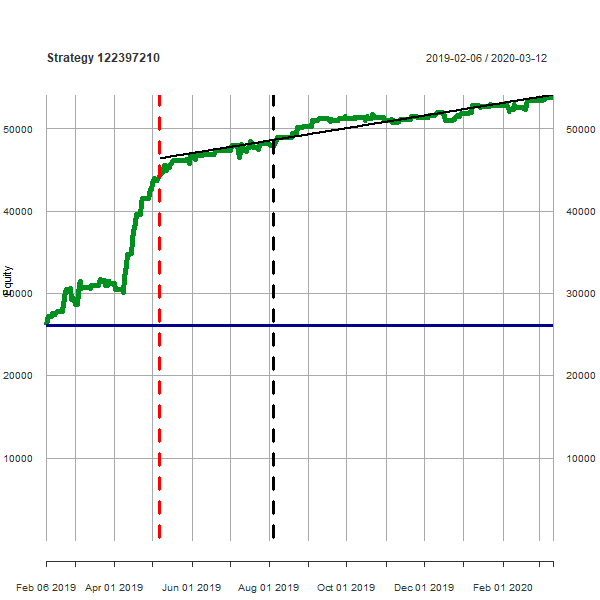 Strategy 122397210
2019-02-06 / 2020-03-12
50000
50000
40000
40000
Equity
30000
30000
20000
20000
10000
10000
Feb 06 2019
Apr 01 2019
Jun 01 2019
Aug 01 2019
Oct 01 2019
Dec 01 2019
Feb 01 2020